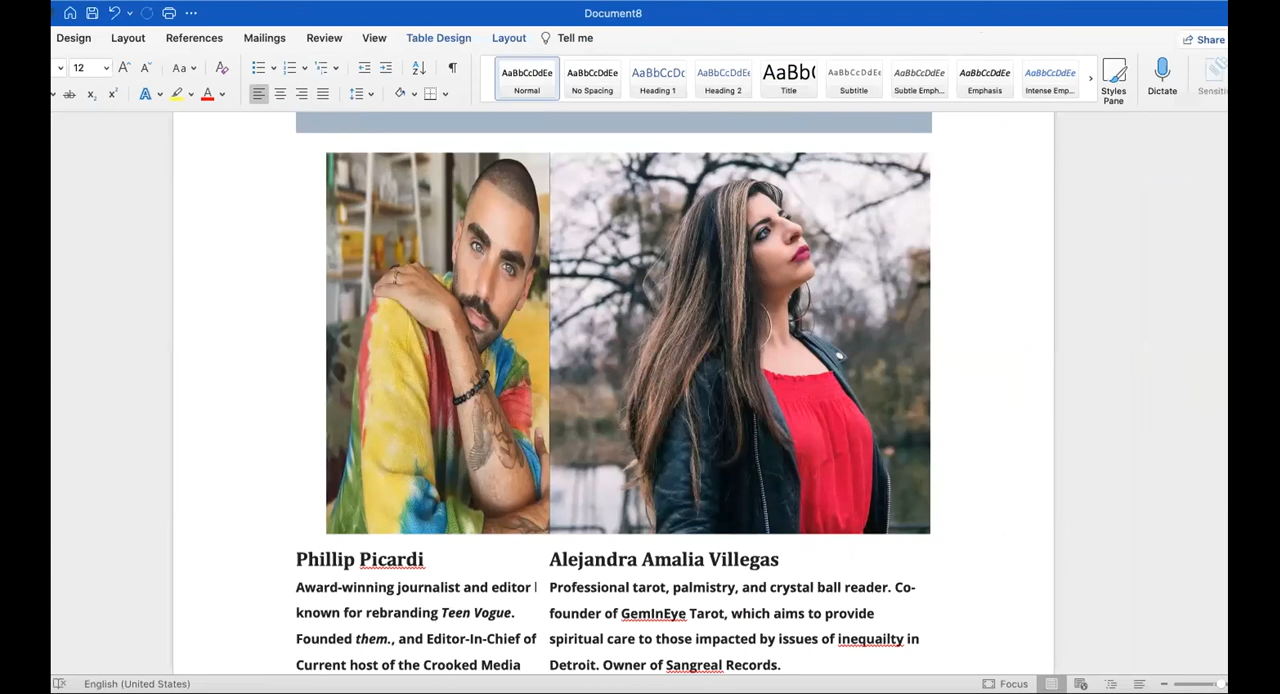 Document8
Design Layout References Mailings Review View Table Design Layout Tell me Share
12 Aa
AaBbCcDdEe AaBbCcDdEe AaBbCcDc AaBbCcDdEe AaBb( AaBbCcDdEe AaBbCcDdEe AaBbCcDdEe AaBbCcDdEe
Normal No Spacing Heading 1 Heading 2 Title Subtitle Subtle Emph... Emphasis Intense Emp...
Styles Pane
Dictate
Sensiti
Phillip Picardi
Award-winning journalist and editor
known for rebranding Teen Vogue.
Founded them., and Editor-In-Chief of
Current host of the Crooked Media
Alejandra Amalia Villegas
Professional tarot, palmistry, and crystal ball reader. Co-
founder of GemInEye Tarot, which aims to provide
spiritual care to those impacted by issues of inequailty in
Detroit. Owner of Sangreal Records.
English (United States) Focus